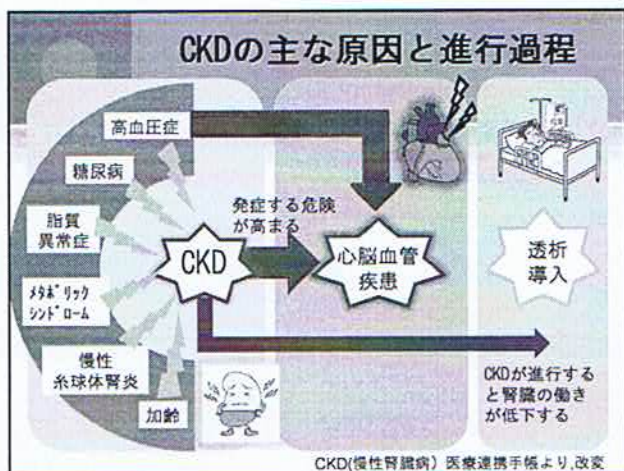 CKDの主な原因と進行過程
高血圧症
糖尿病
脂質
異常症
ﾒﾀﾎﾞﾘｯｸ
ｼﾝﾄﾞﾛｰﾑ
慢性
糸球体腎炎
加齢
CKD
発症する危険
が高まる
心脳血管
疾患
透析
導入
CKDが進行する
と腎臓の働き
が低下する
CKD(慢性腎臓病）医療連携手帳より,改変